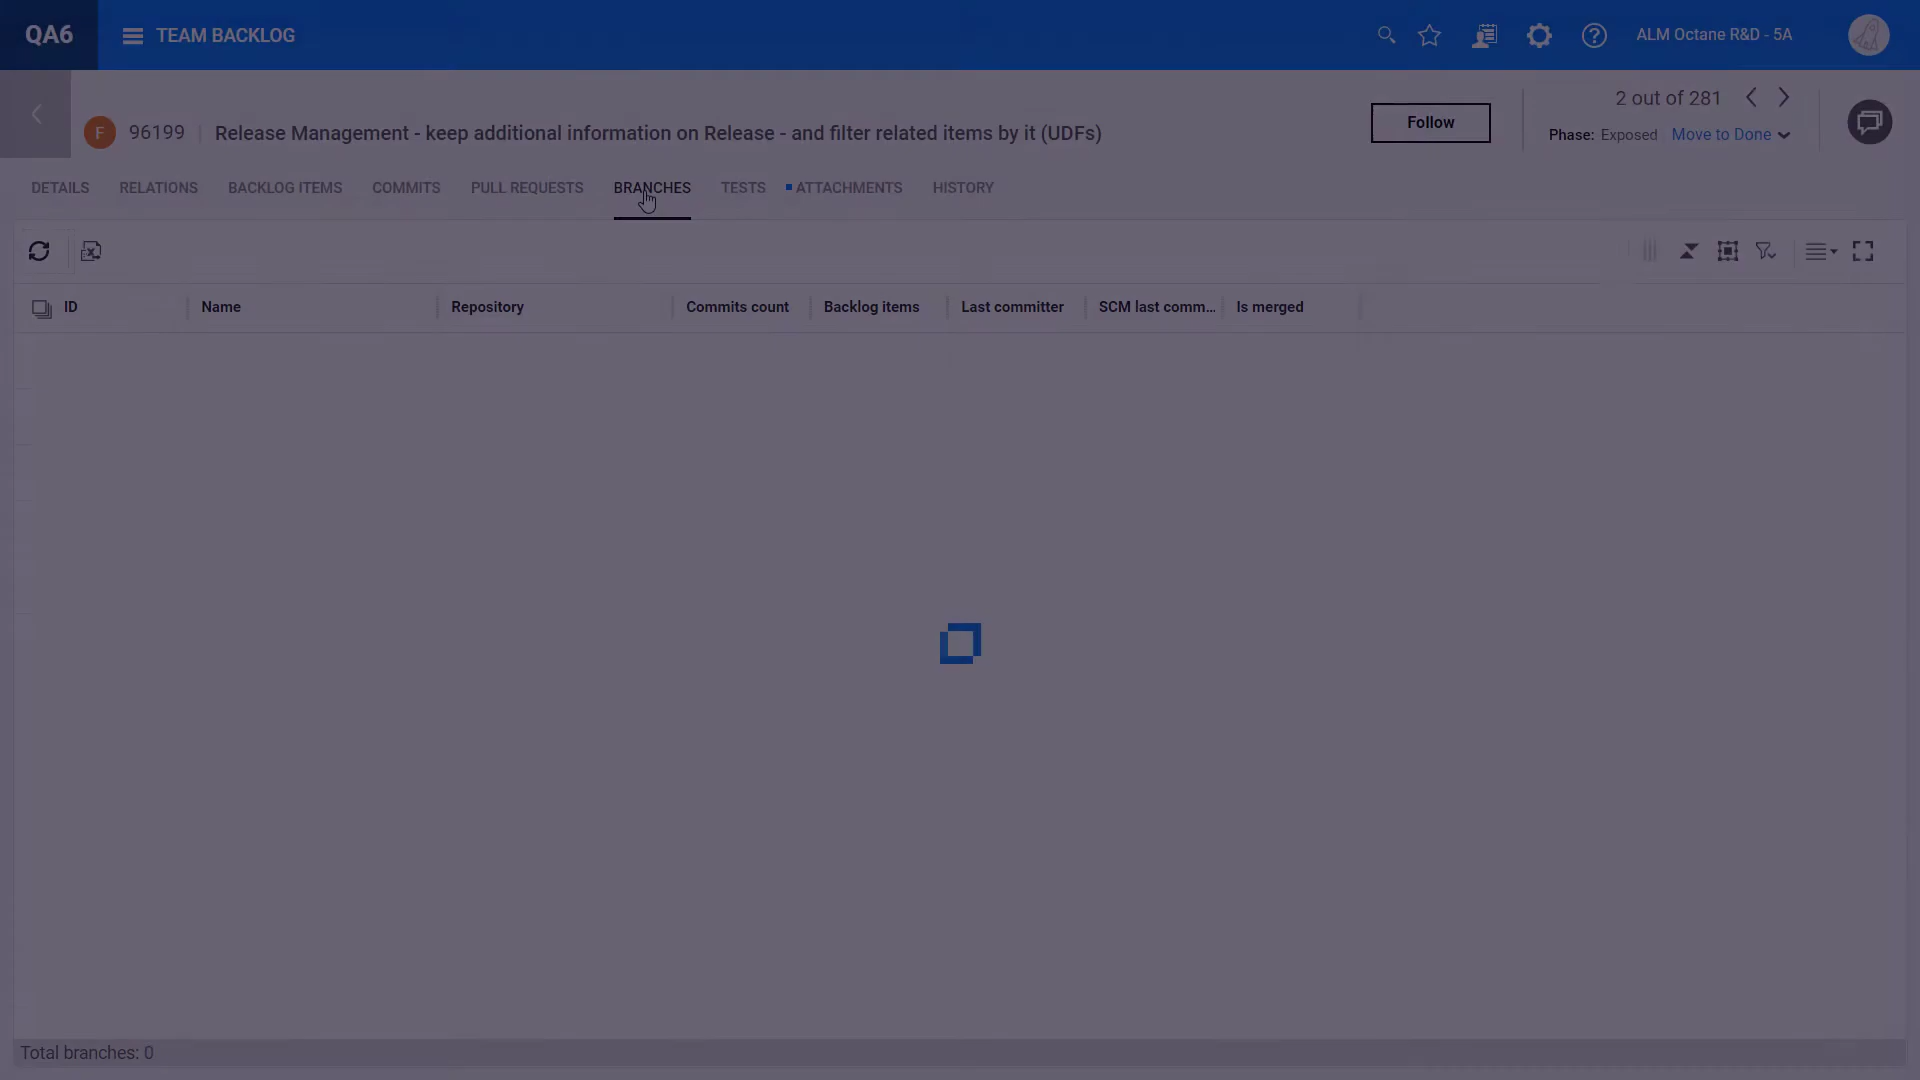 QA6
TEAM BACKLOG
ALM Octane R&D - 5A
F 96199 Release Management - keep additional information on Release - and filter related items by it (UDFs)
Follow
2 out of 281
Phase: Exposed Move to Done
DETAILS RELATIONS BACKLOG ITEMS COMMITS PULL REQUESTS BRANCHES TESTS ATTACHMENTS HISTORY
ID Name Repository Commits count Backlog items Last committer SCM last comm... Is merged
Total branches: 0